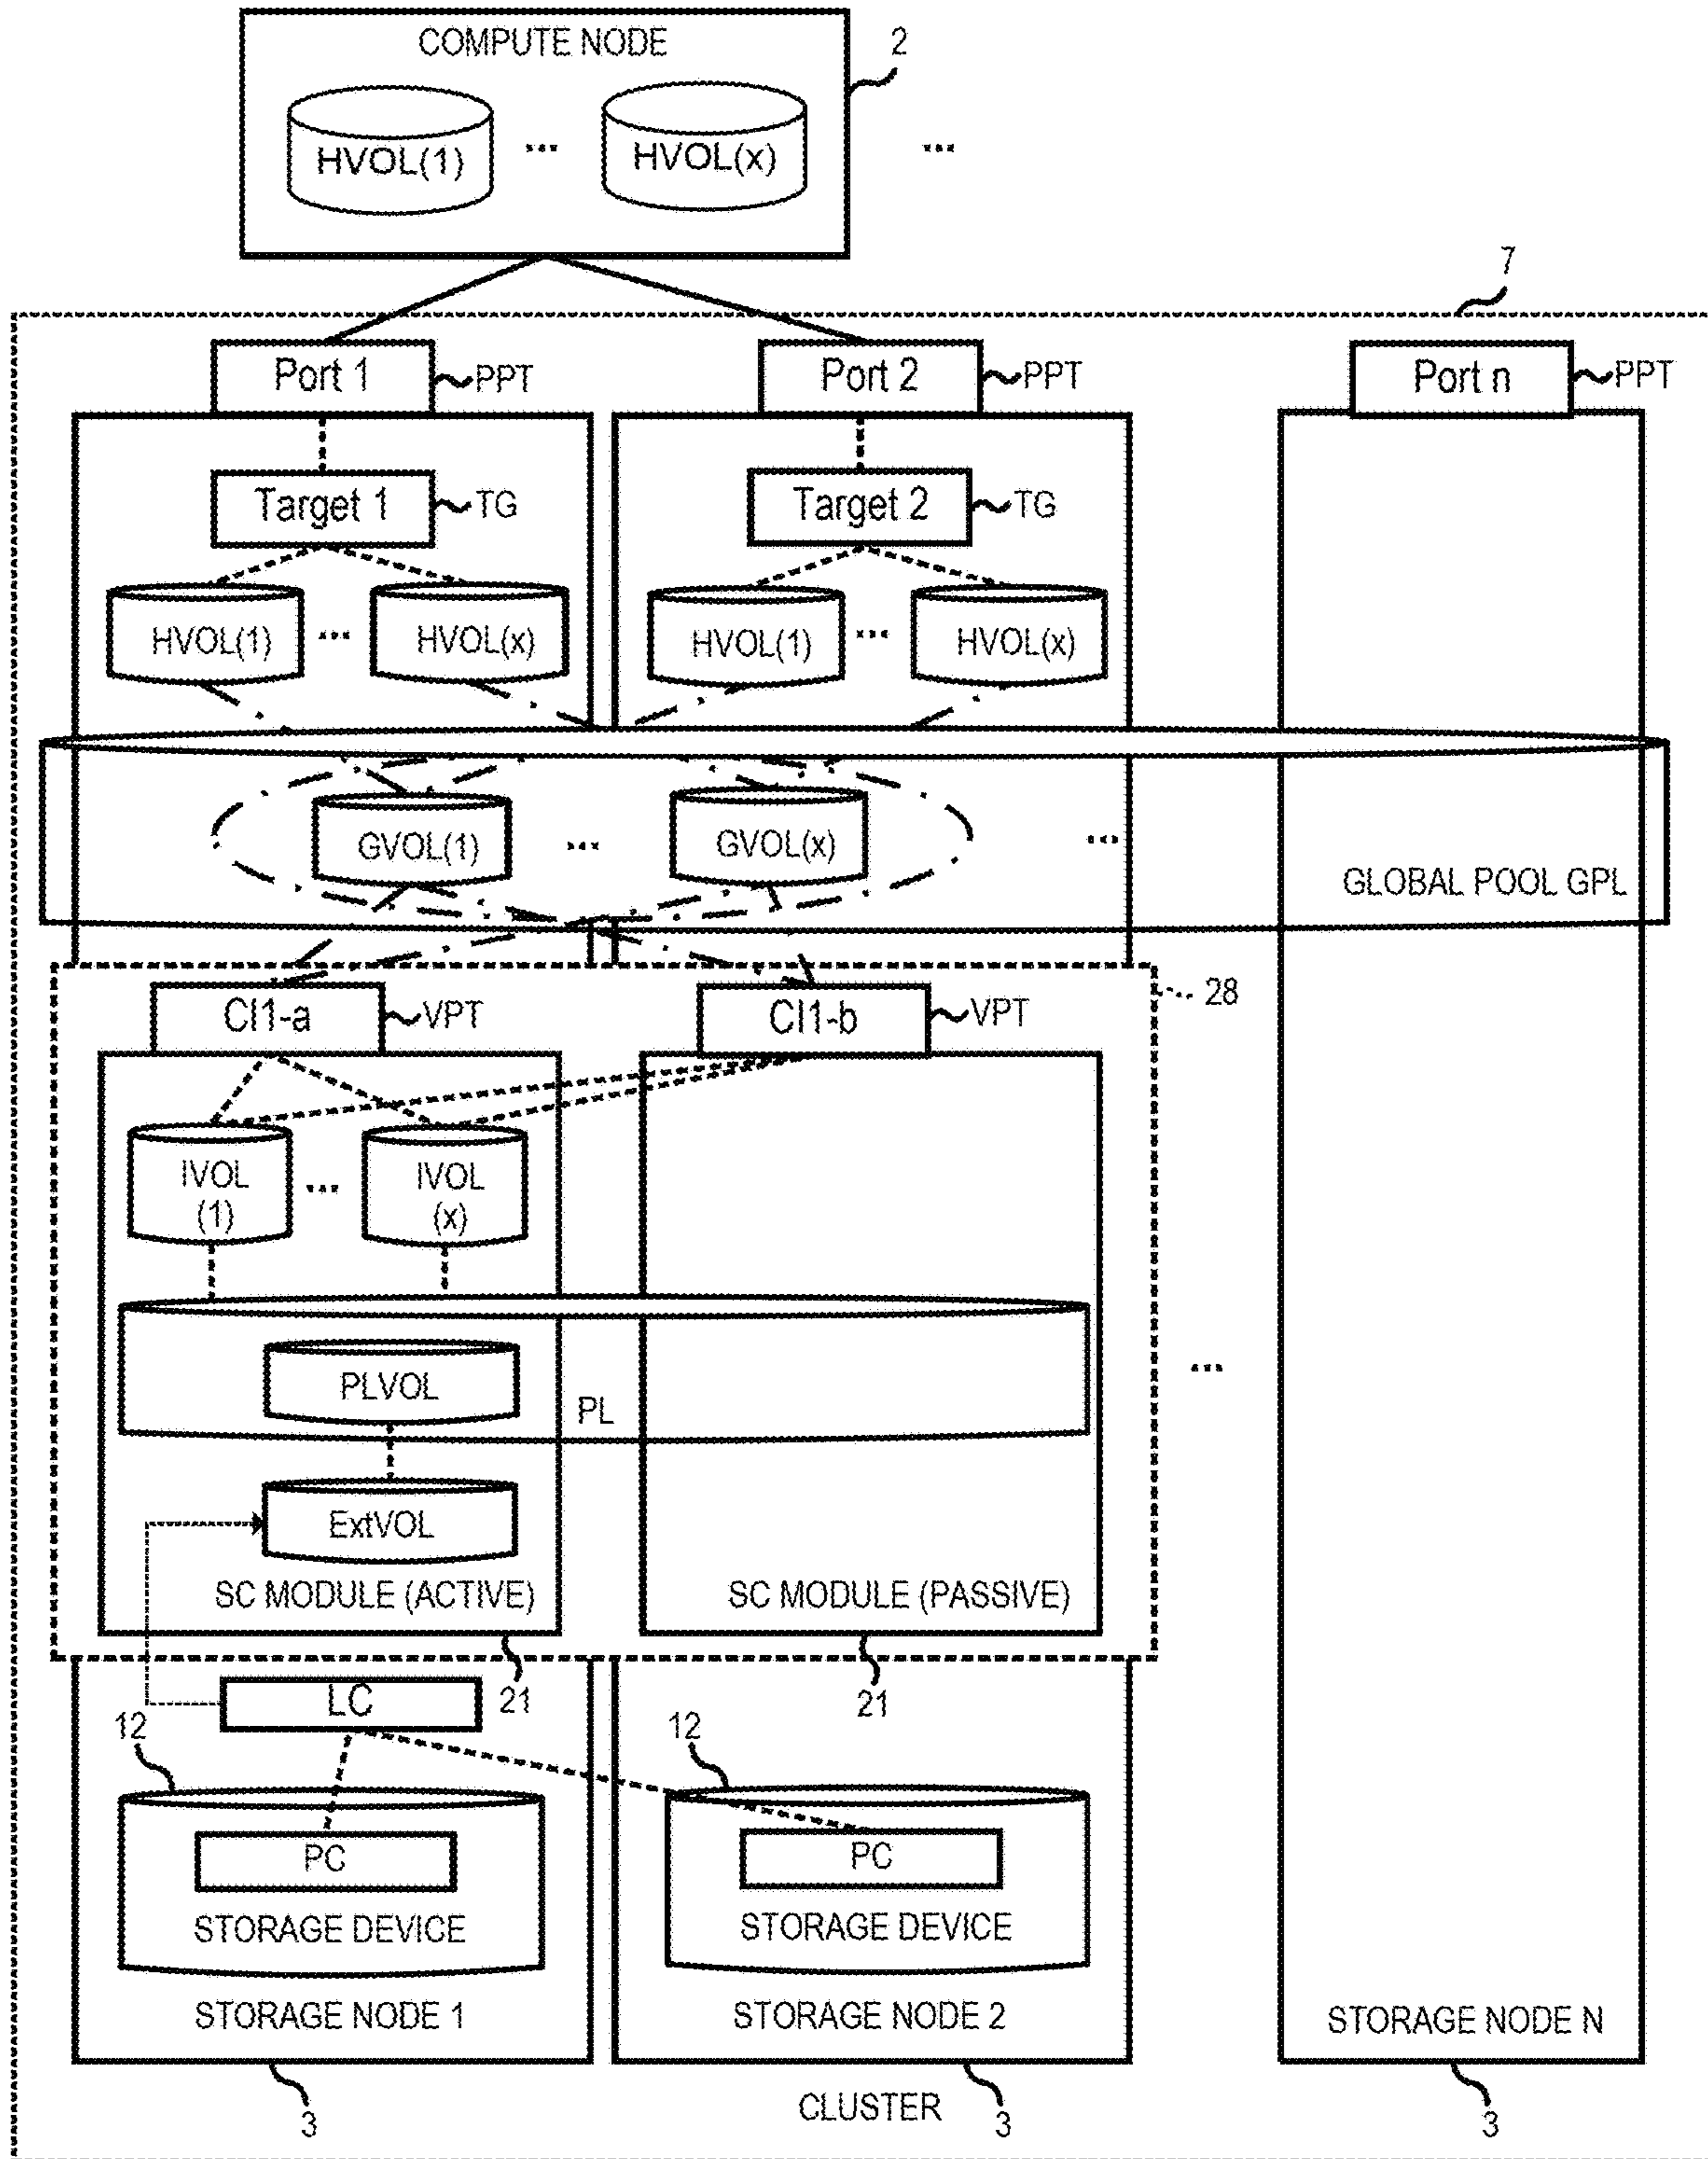 COMPUTE NODE
2
HVOL(1)
...
HVOL(x)
...
7
Port 1
PPT
Port 2
PPT
Port n
PPT
Target 1
TG
Target 2
TG
HVOL(1)
...
HVOL(x)
HVOL(1)
...
HVOL(x)
GVOL(1)
...
GVOL(x)
...
GLOBAL POOL GPL
28
CI1-a
VPT
CI1-b
VPT
IVOL
(1)
...
IVOL
(x)
PLVOL
PL
...
ExtVOL
SC MODULE (ACTIVE)
SC MODULE (PASSIVE)
21
21
LC
12
12
PC
PC
STORAGE DEVICE
STORAGE DEVICE
STORAGE NODE 1
STORAGE NODE 2
STORAGE NODE N
3
CLUSTER
3
3